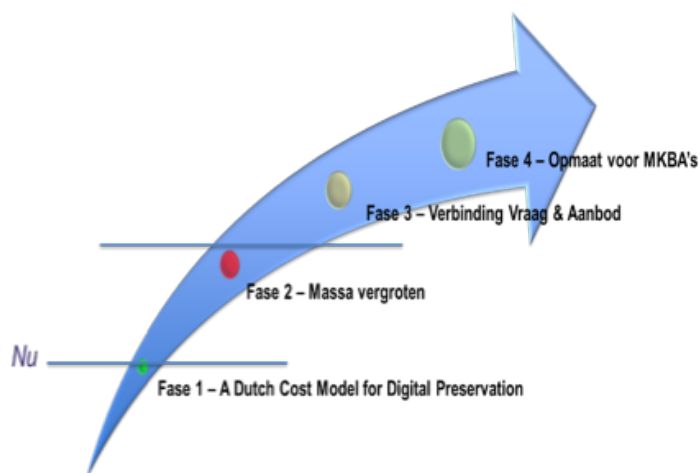 Fase 4 – Opmaat voor MKBA's
Fase 3 – Verbinding Vraag & Aanbod
Fase 2 – Massa vergroten
Nu
Fase 1 – A Dutch Cost Model for Digital Preservation